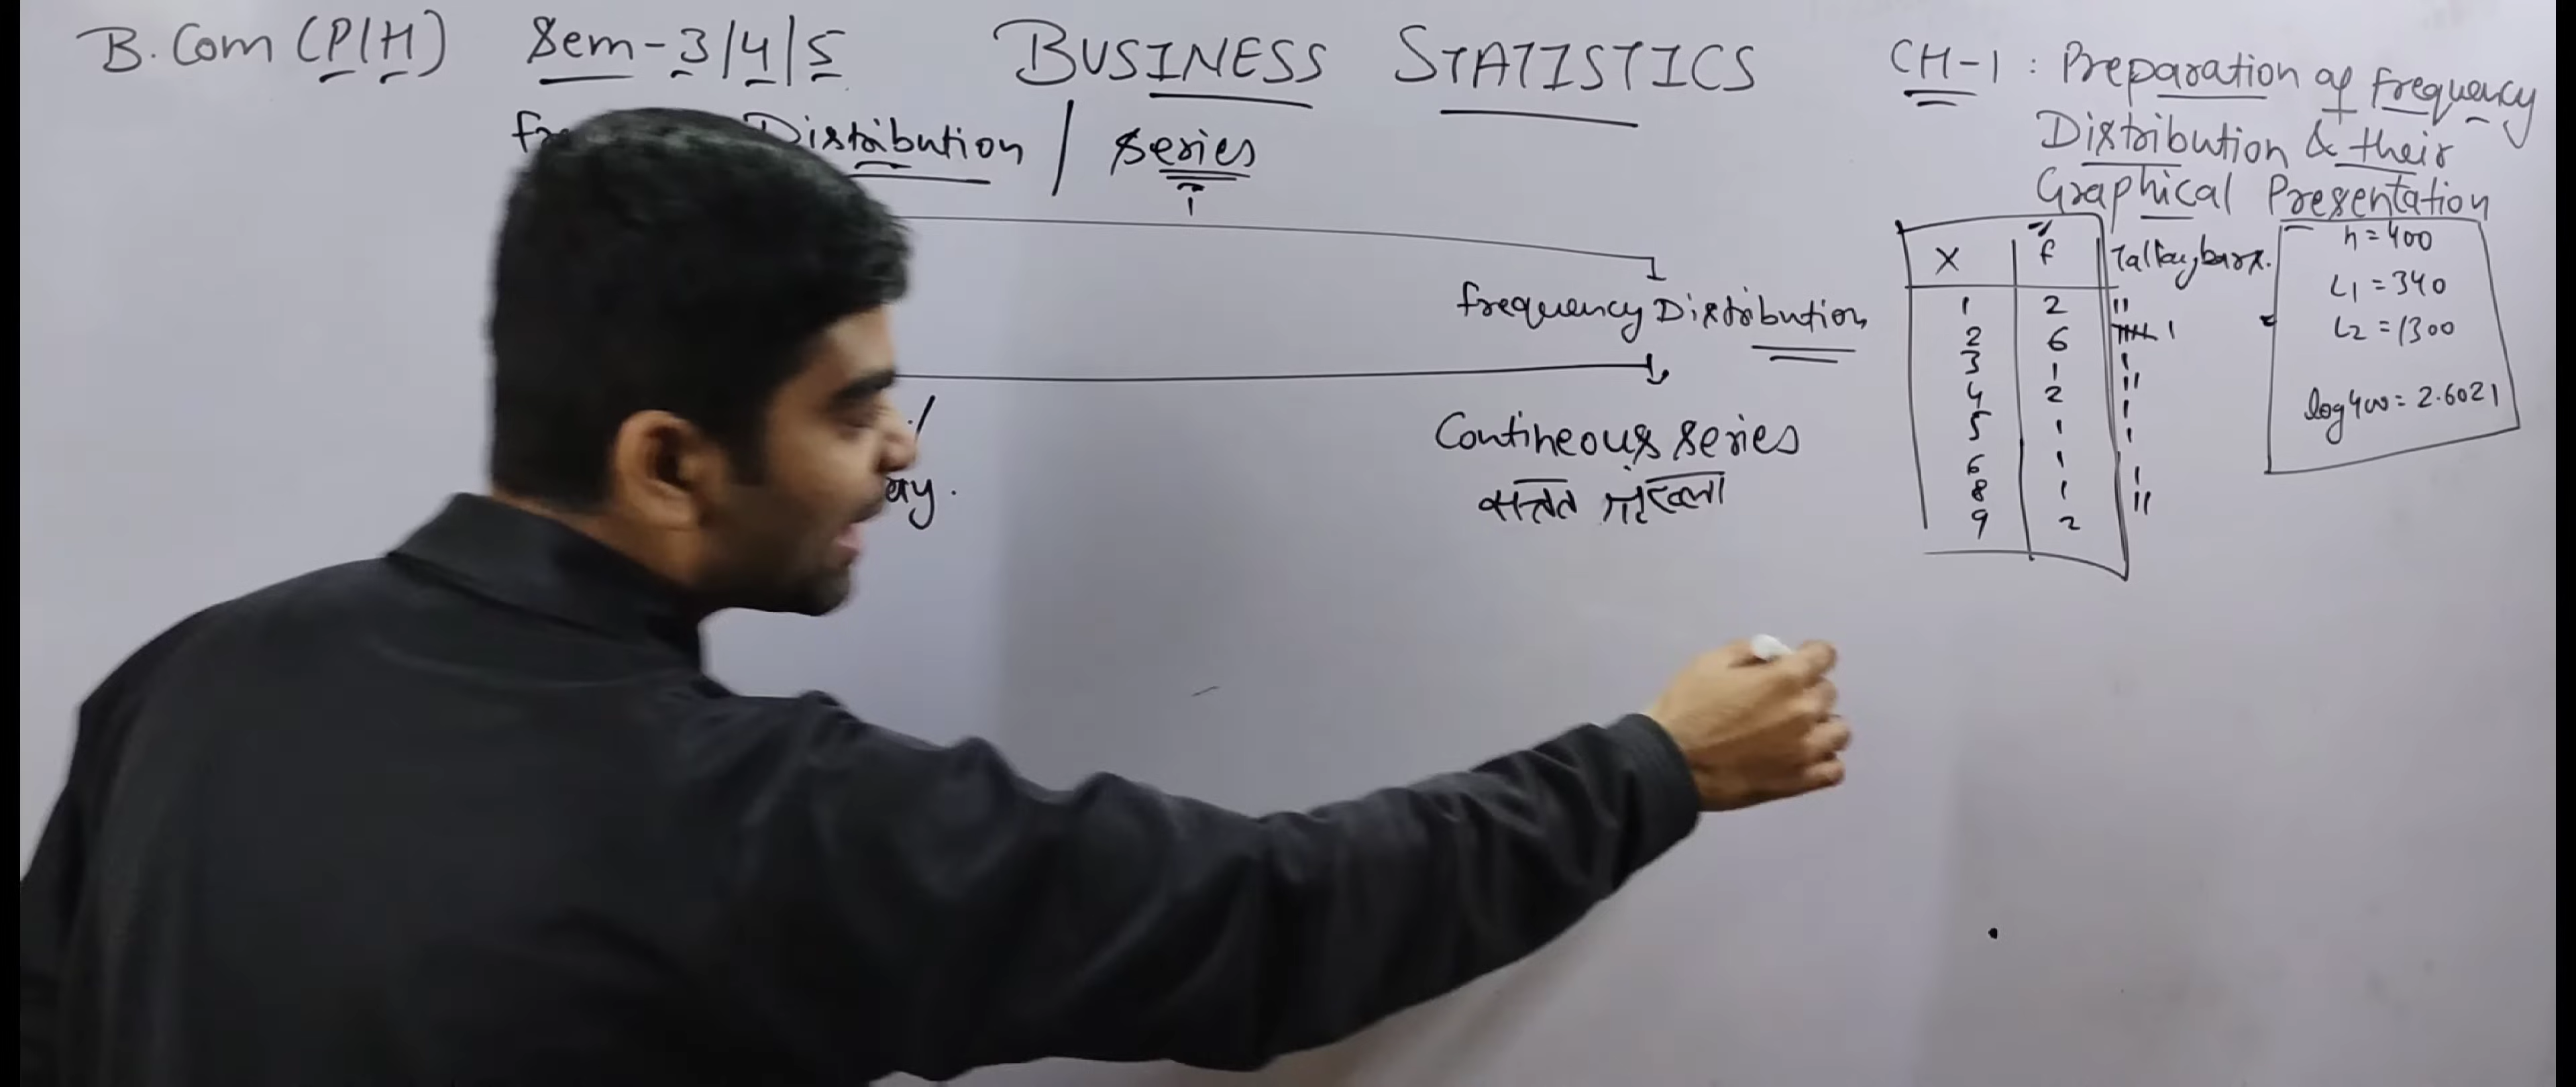 B. Com (P/H) Sem-3/4/5 BUSINESS STATISTICS CH-1 : Preparation of frequency
Distribution & their
Graphical Presentation
Distribution / Series
frequency Distribution
Contineous Series
सतत
X f Tallaybars.
1 2 ||
2 6 |||| |
3 1 |
4 2 ||
5 1 |
6 1 |
8 1 |
9 2 ||
n = 400
L1 = 340
L2 = 1300
log 400 = 2.6021